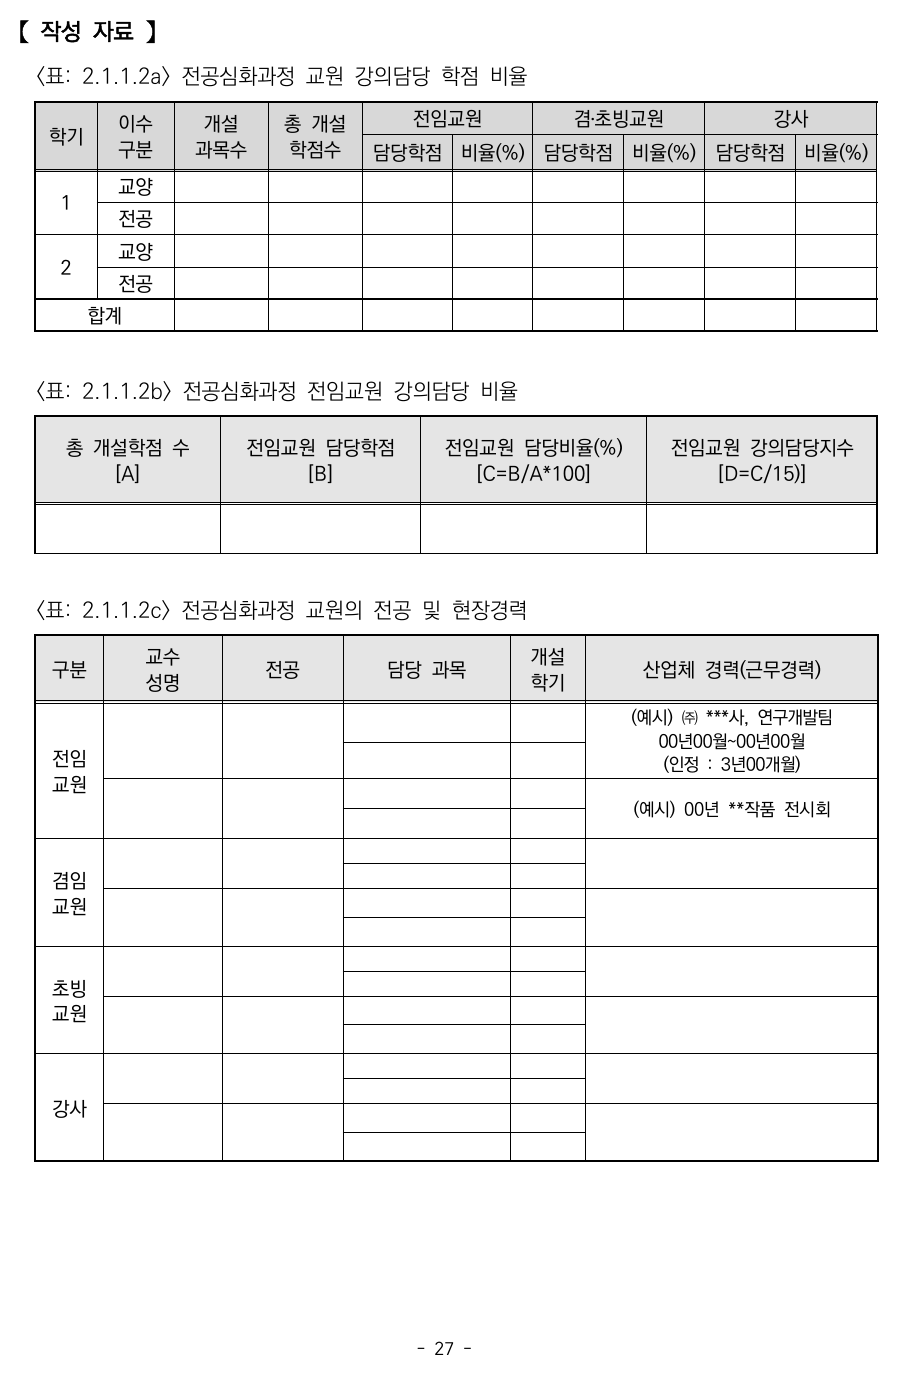 【 작성 자료 】
〈표: 2.1.1.2a〉 전공심화과정 교원 강의담당 학점 비율
학기 이수 구분 개설 과목수 총 개설 학점수 전임교원 겸·초빙교원 강사
담당학점 비율(%) 담당학점 비율(%) 담당학점 비율(%)
1 교양
전공
2 교양
전공
합계
〈표: 2.1.1.2b〉 전공심화과정 전임교원 강의담당 비율
총 개설학점 수 전임교원 담당학점 전임교원 담당비율(%) 전임교원 강의담당지수
[A] [B] [C=B/A*100] [D=C/15)]
〈표: 2.1.1.2c〉 전공심화과정 교원의 전공 및 현장경력
구분 교수 성명 전공 담당 과목 개설 학기 산업체 경력(근무경력)
전임
교원
(예시) ㈜ ***사, 연구개발팀
00년00월~00년00월
(인정 : 3년00개월)
(예시) 00년 **작품 전시회
겸임
교원
초빙
교원
강사
- 27 -